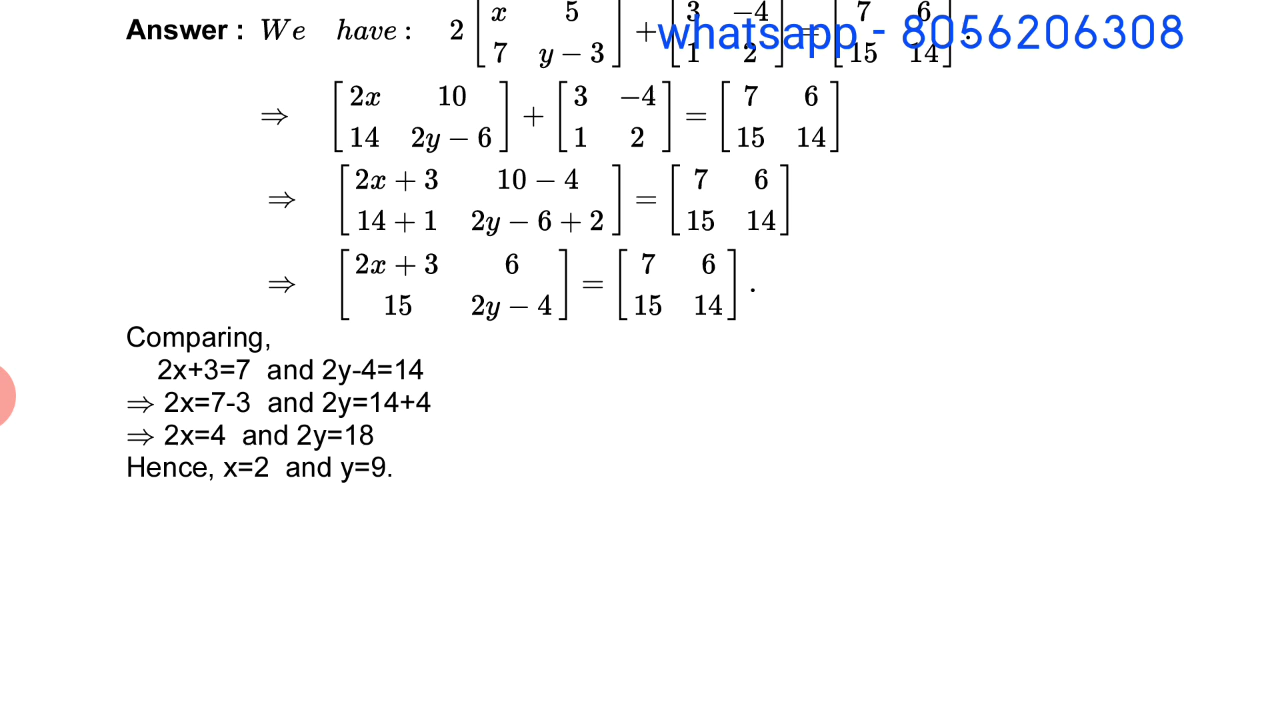 Answer : We have : 2 [x 5; 7 y − 3] + [3 −4; 1 2] = [7 6; 15 14] .
whatsapp - 8056206308
⇒ [2x 10; 14 2y − 6] + [3 −4; 1 2] = [7 6; 15 14]
⇒ [2x + 3 10 − 4; 14 + 1 2y − 6 + 2] = [7 6; 15 14]
⇒ [2x + 3 6; 15 2y − 4] = [7 6; 15 14] .
Comparing,
2x+3=7 and 2y-4=14
⇒ 2x=7-3 and 2y=14+4
⇒ 2x=4 and 2y=18
Hence, x=2 and y=9.